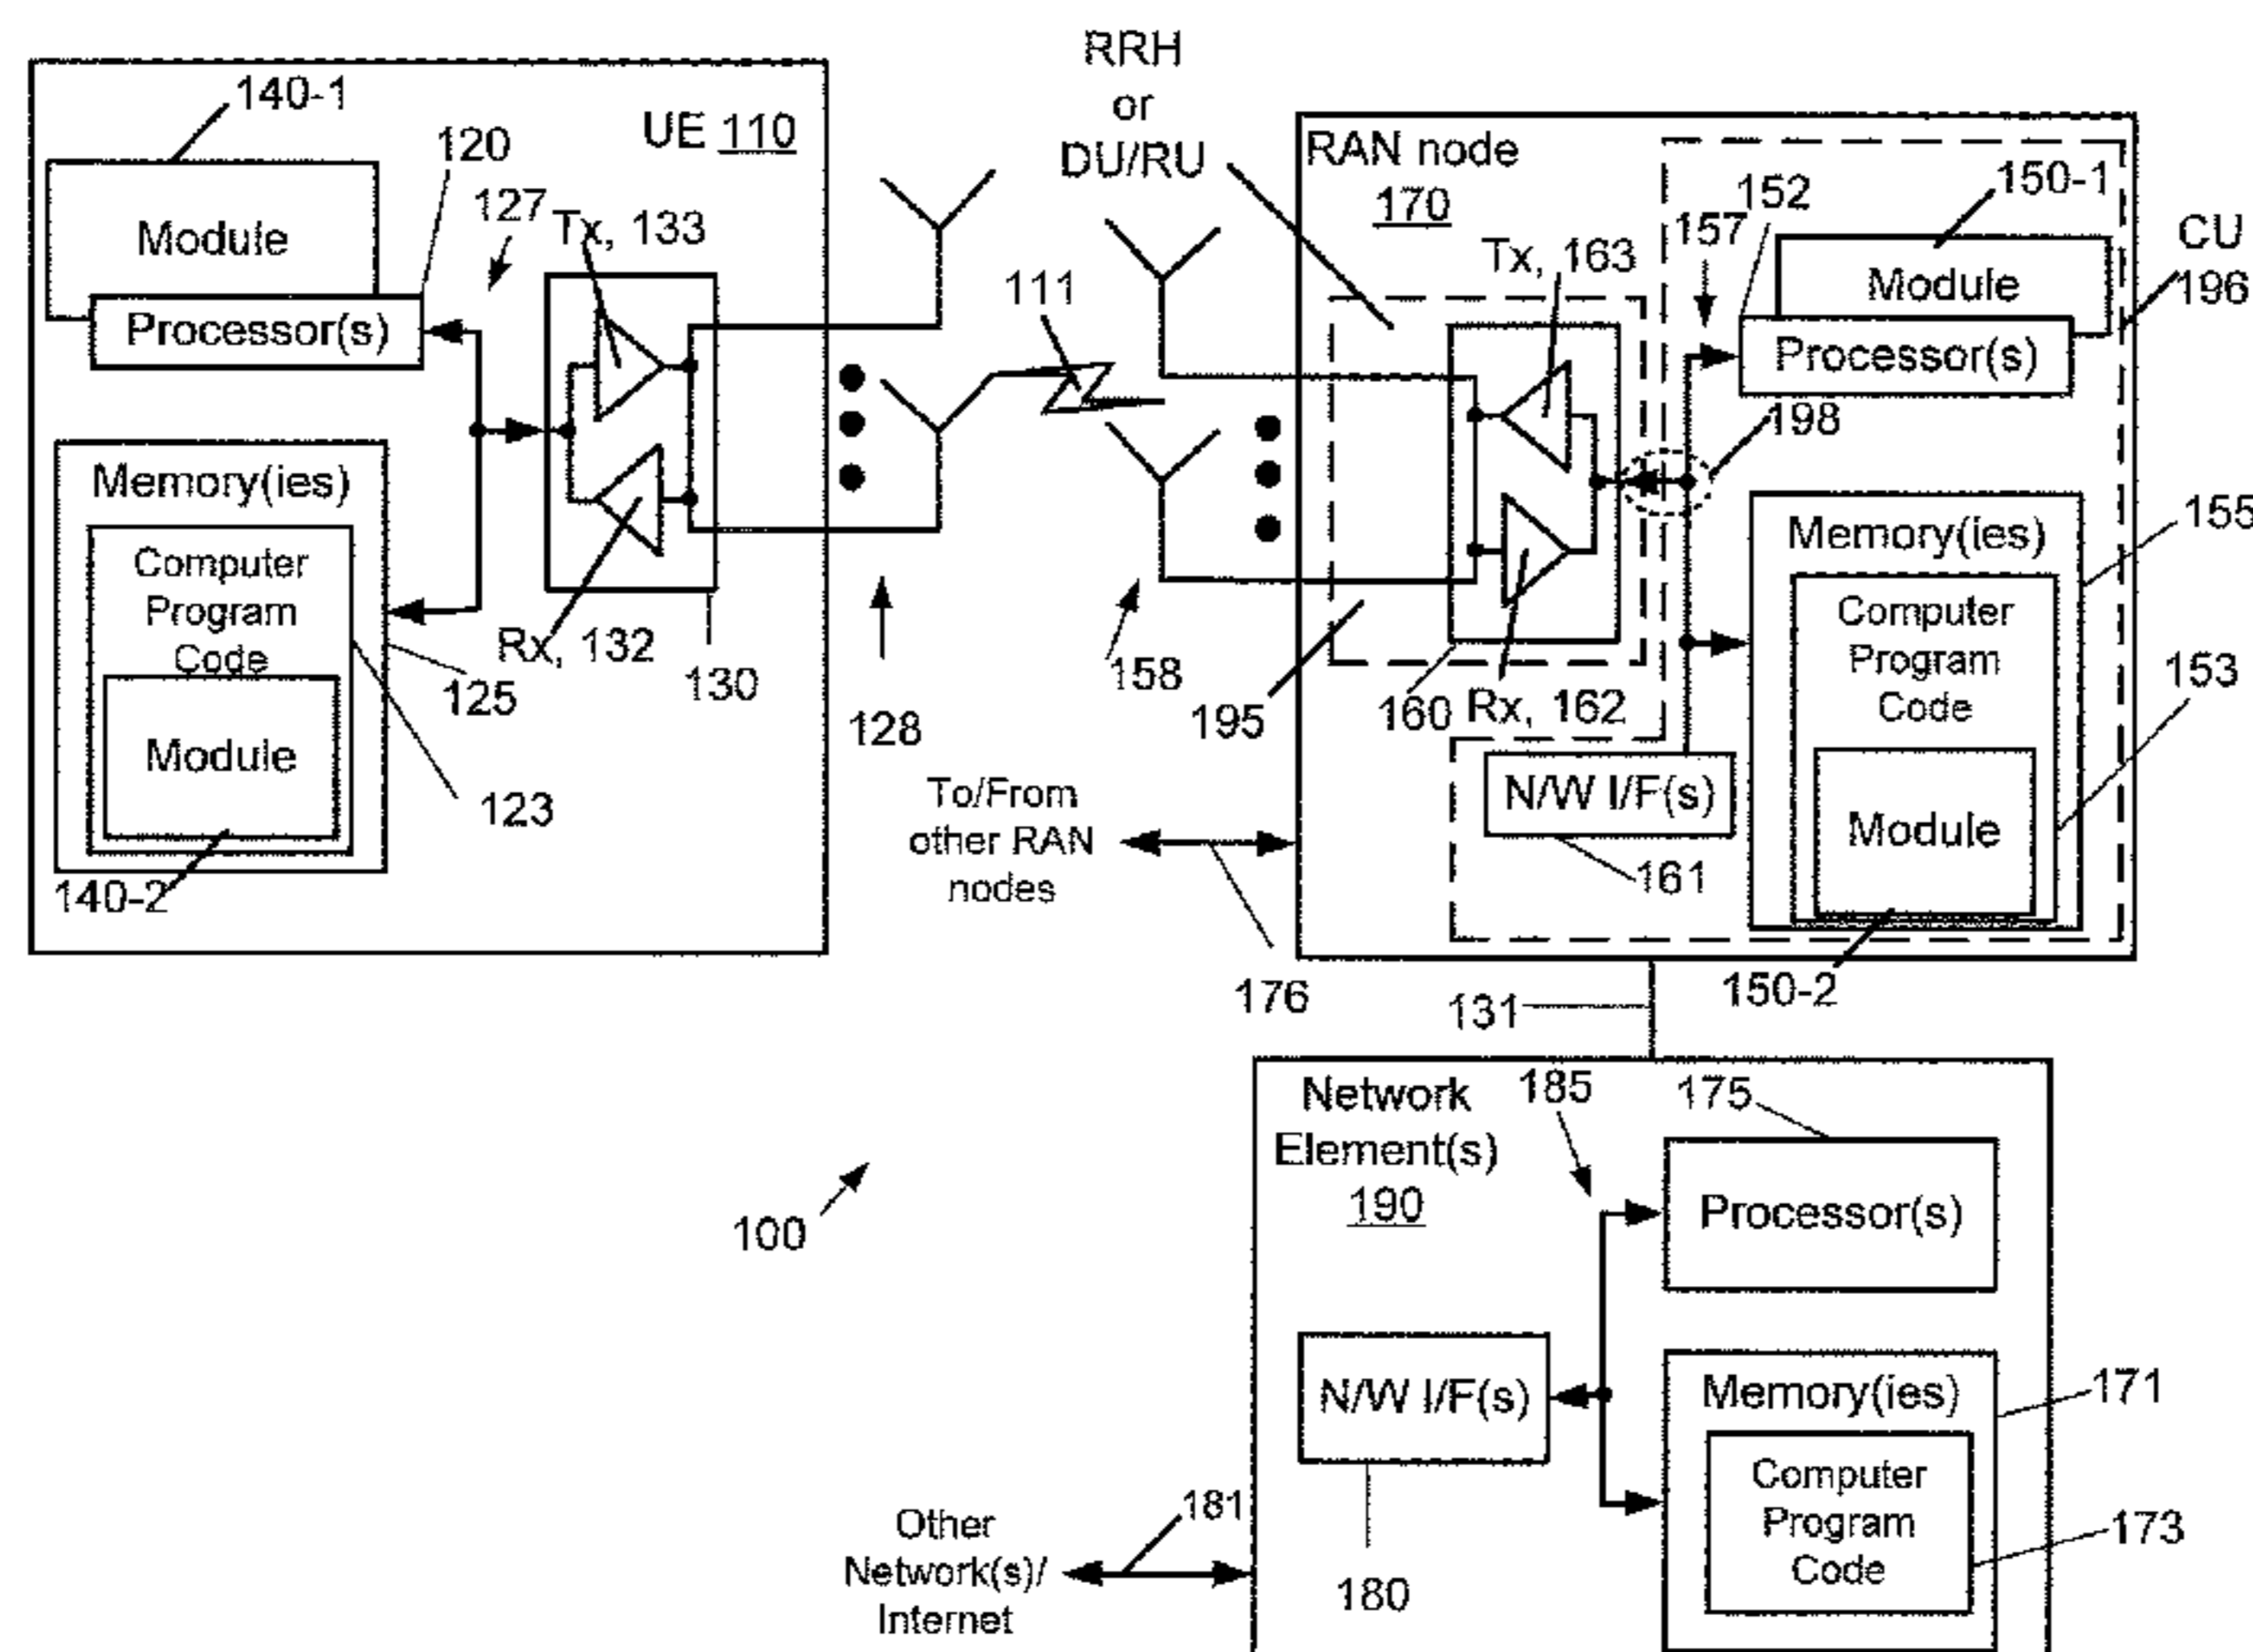 140-1
UE 110
120
Module
127
Tx, 133
Processor(s)
Memory(ies)
Computer
Program
Code
Module
Rx, 132
130
125
123
140-2
128
RRH
or
DU/RU
111
158
195
RAN node
170
Tx, 163
157
152
150-1
CU
196
Module
Processor(s)
198
Memory(ies)
155
Computer
Program
Code
153
Module
160
Rx, 162
N/W I/F(s)
161
150-2
To/From
other RAN
nodes
176
131
100
Network
Element(s)
190
185
175
Processor(s)
N/W I/F(s)
180
Memory(ies)
171
Computer
Program
Code
173
Other
Network(s)/
Internet
181